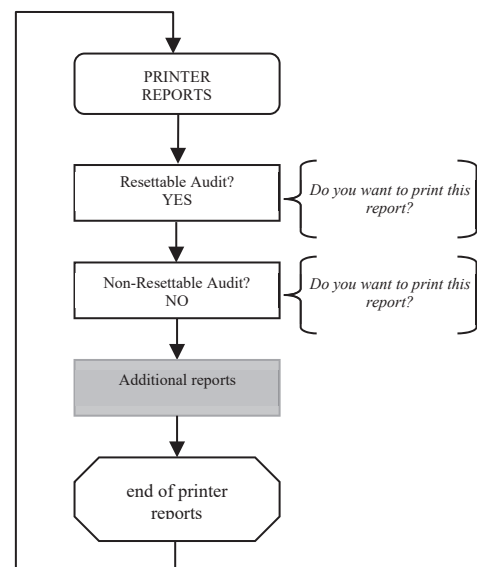 PRINTER
REPORTS
Resettable Audit?
YES
Do you want to print this
report?
Non-Resettable Audit?
NO
Do you want to print this
report?
Additional reports
end of printer
reports